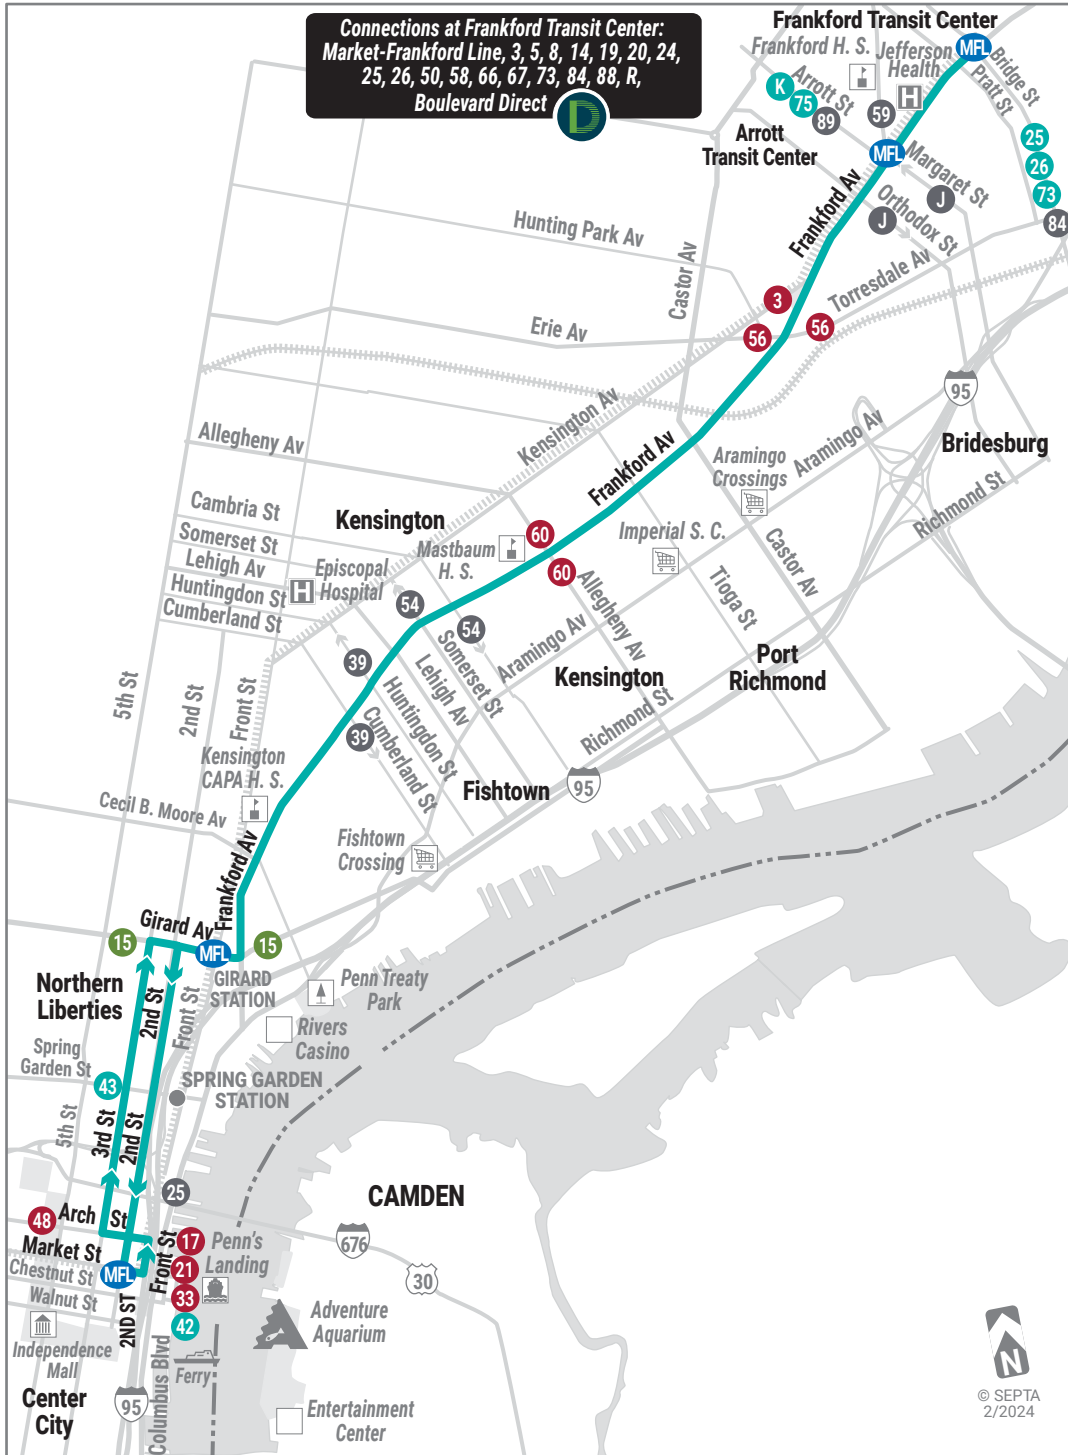 Connections at Frankford Transit Center:
Market-Frankford Line, 3, 5, 8, 14, 19, 20, 24,
25, 26, 50, 58, 66, 67, 73, 84, 88, R,
Boulevard Direct
D
Frankford Transit Center
Frankford H. S.
Jefferson
Health
H
MFL
Bridge St
Pratt St
Arrott St
K
75
89
59
Arrott
Transit Center
MFL
Margaret St
J
Orthodox St
J
25
26
73
84
Frankford Av
Hunting Park Av
Castor Av
Torresdale Av
3
56
56
Erie Av
95
Kensington Av
Allegheny Av
Frankford Av
Aramingo
Crossings
Aramingo Av
Bridesburg
Richmond St
Cambria St
Kensington
Somerset St
Mastbaum
H. S.
60
60
Imperial S. C.
Lehigh Av
Episcopal
Hospital
H
Huntingdon St
Cumberland St
54
54
Allegheny Av
Tioga St
Castor Av
Somerset St
Aramingo Av
39
Lehigh Av
Kensington
Port
Richmond
5th St
2nd St
Front St
Huntingdon St
39
Cumberland St
Richmond St
Kensington
CAPA H. S.
Fishtown
95
Cecil B. Moore Av
Fishtown
Crossing
Frankford Av
Girard Av
15
MFL
15
GIRARD
STATION
Northern
Liberties
2nd St
Front St
Penn Treaty
Park
Rivers
Casino
Spring
Garden St
43
SPRING GARDEN
STATION
5th St
3rd St
2nd St
25
CAMDEN
48
Arch St
Front St
17
Penn's
Landing
676
Market St
21
Chestnut St
MFL
30
Walnut St
33
2ND ST
42
Adventure
Aquarium
Independence
Mall
Columbus Blvd
Ferry
N
Center
City
95
Entertainment
Center
© SEPTA
2/2024